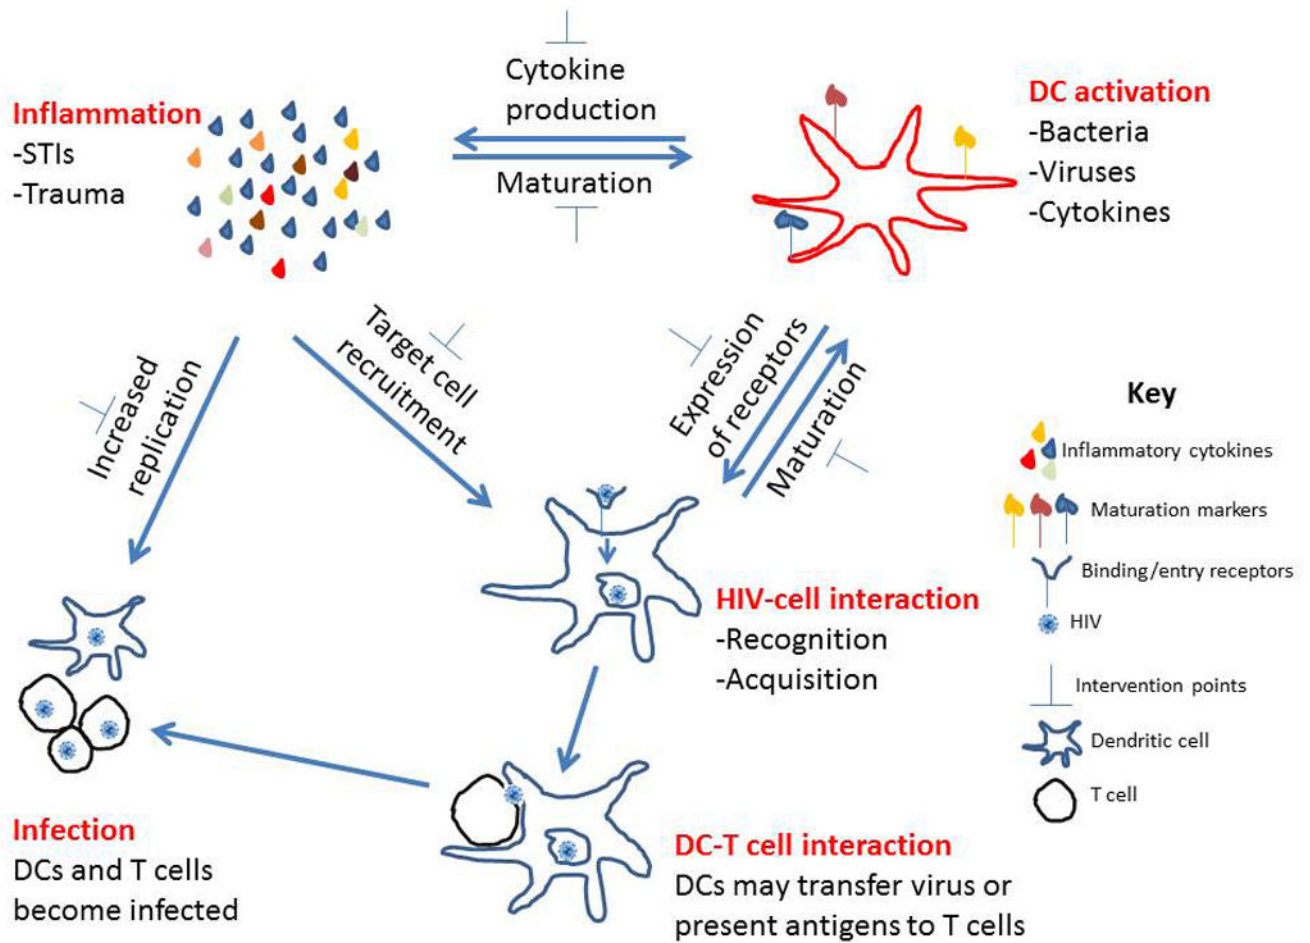 Cytokine
production
Maturation
Inflammation
-STIs
-Trauma
DC activation
-Bacteria
-Viruses
-Cytokines
Increased
replication
Target cell
recruitment
Expression
of receptors
Maturation
Key
Inflammatory cytokines
Maturation markers
Binding/entry receptors
HIV
Intervention points
Dendritic cell
T cell
HIV-cell interaction
-Recognition
-Acquisition
Infection
DCs and T cells
become infected
DC-T cell interaction
DCs may transfer virus or
present antigens to T cells